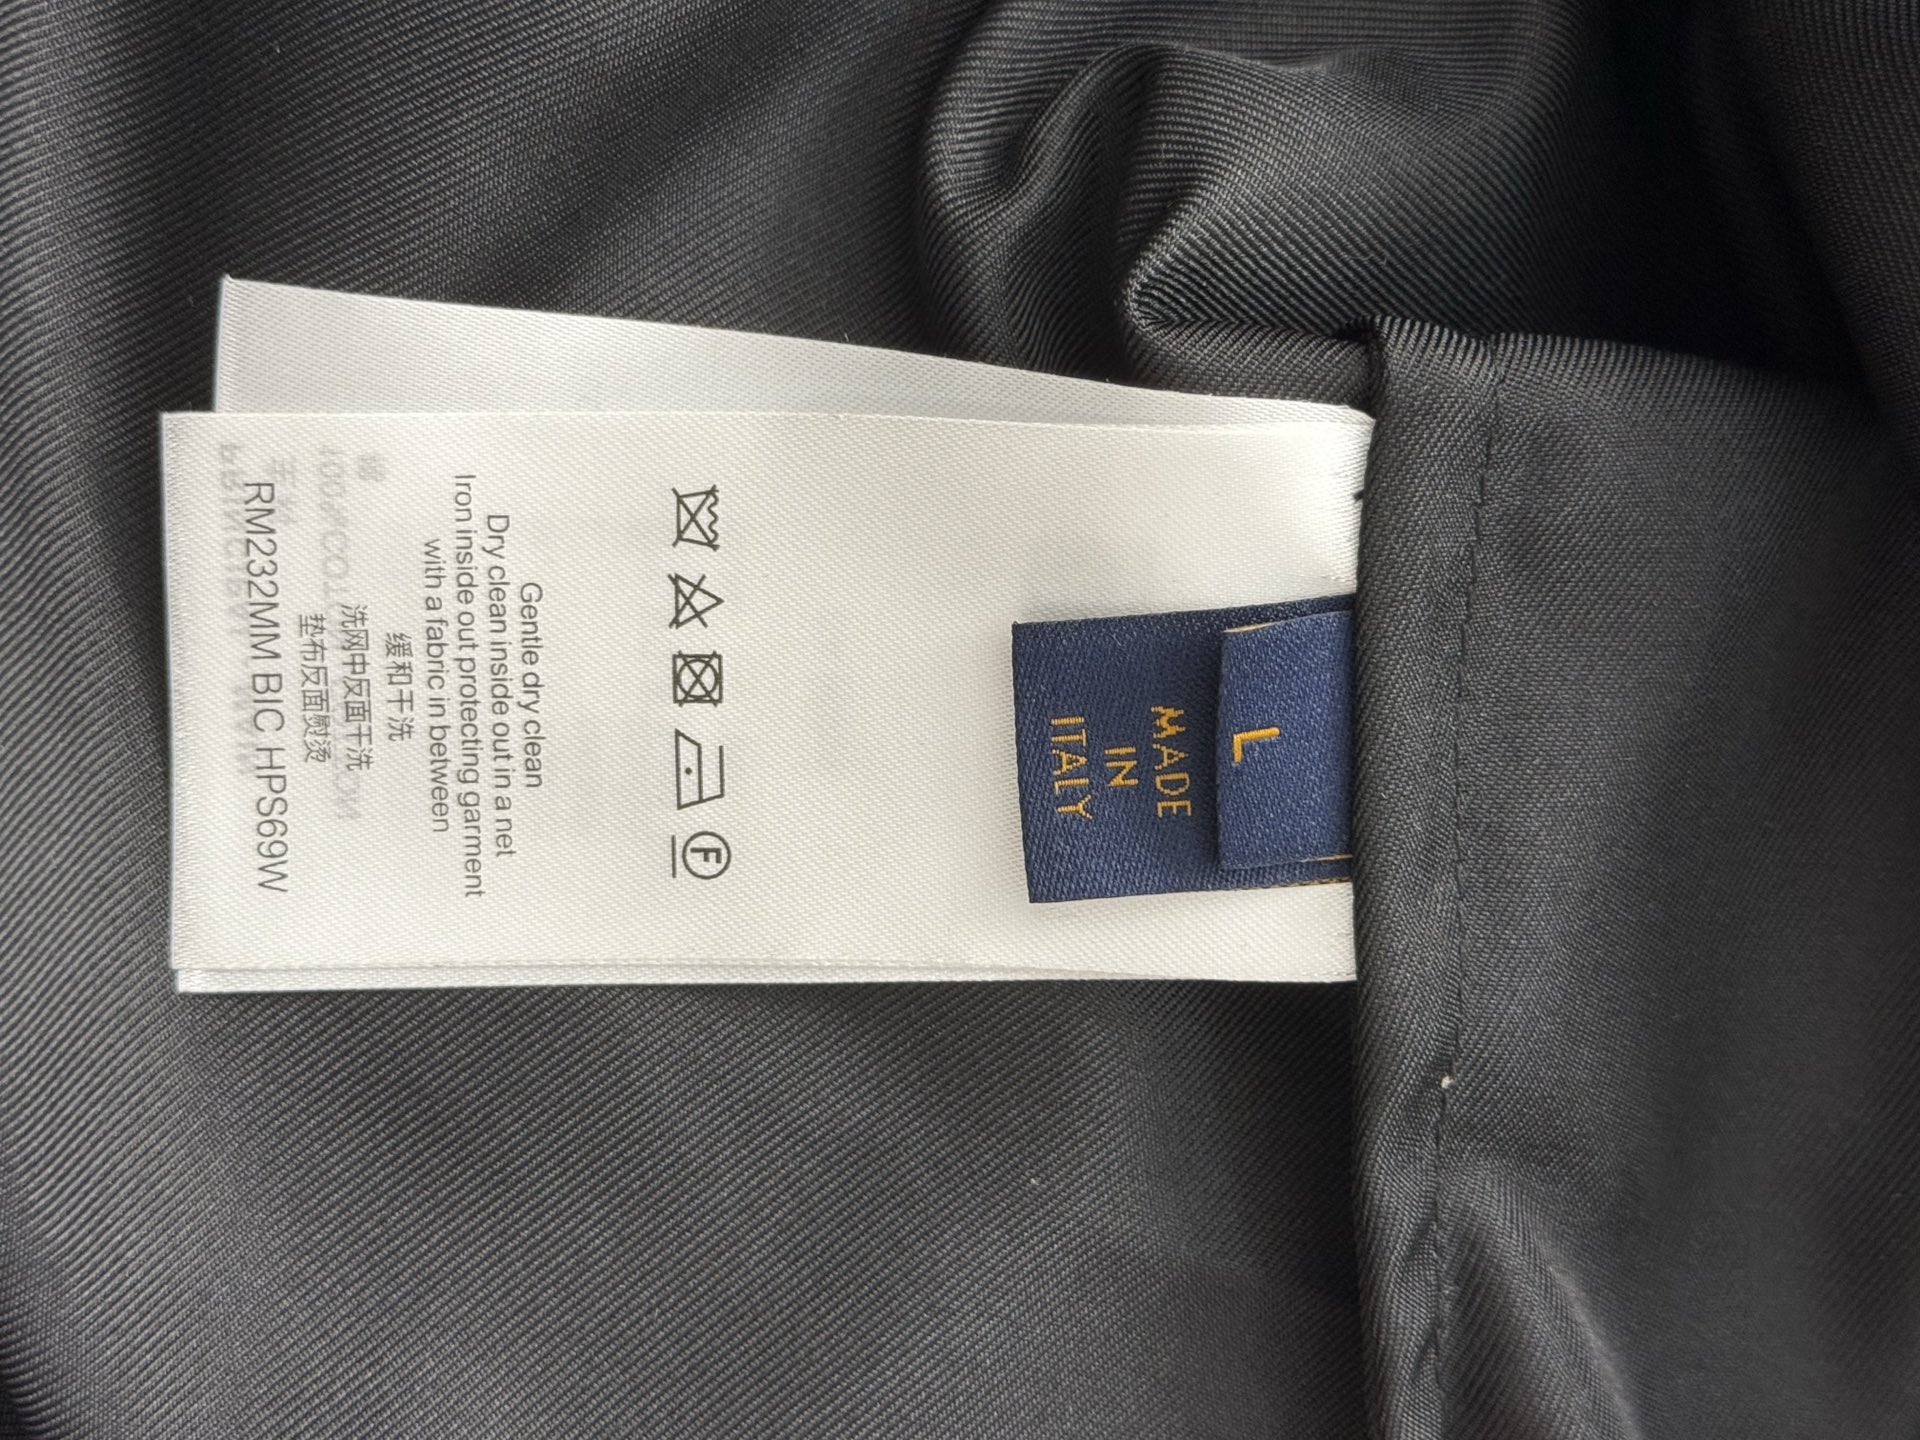 L
MADE
IN
ITALY
F
Gentle dry clean
Dry clean inside out in a net
Iron inside out protecting garment
with a fabric in between
缓和干洗
洗网中反面干洗
垫布反面熨烫
RM232MM BIC HPS69W